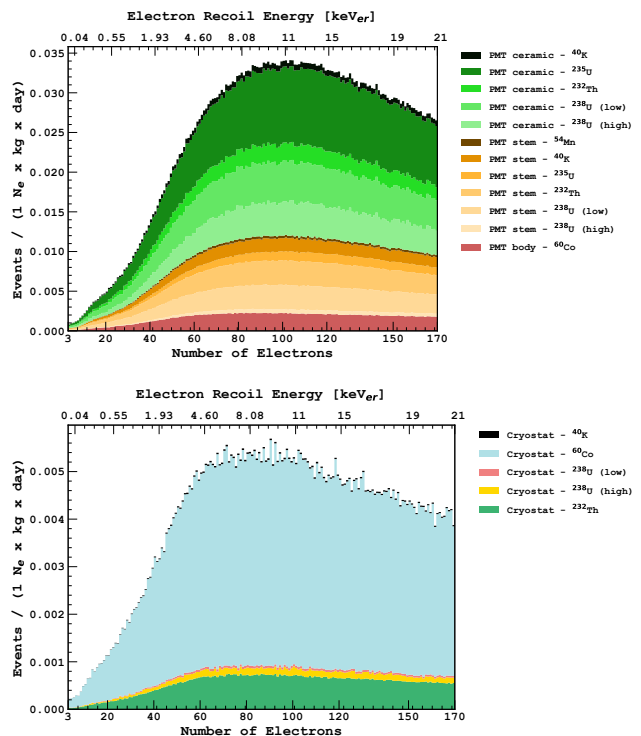 Electron Recoil Energy [keVer]
0.04 0.55 1.93 4.60 8.08 11 15 17 21
0.035
0.030
0.025
0.020
0.015
0.010
0.005
0.000
Events / (1 Ne x kg x day)
3 20 40 60 80 100 120 150 170
Number of Electrons
PMT ceramic - 40K
PMT ceramic - 235U
PMT ceramic - 232Th
PMT ceramic - 238U (low)
PMT ceramic - 238U (high)
PMT stem - 54Mn
PMT stem - 40K
PMT stem - 235U
PMT stem - 232Th
PMT stem - 238U (low)
PMT stem - 238U (high)
PMT body - 60Co
Electron Recoil Energy [keVer]
0.04 0.55 1.93 4.60 8.08 11 15 17 21
0.005
0.004
0.003
0.002
0.001
0.000
Events / (1 Ne x kg x day)
3 20 40 60 80 100 120 150 170
Number of Electrons
Cryostat - 40K
Cryostat - 60Co
Cryostat - 238U (low)
Cryostat - 238U (high)
Cryostat - 232Th